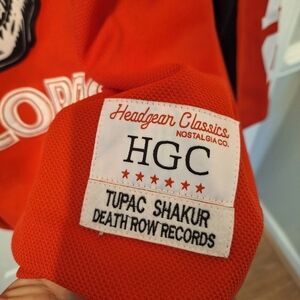 Headgear Classics
NOSTALGIA CO.
HGC
TUPAC SHAKUR
DEATH ROW RECORDS